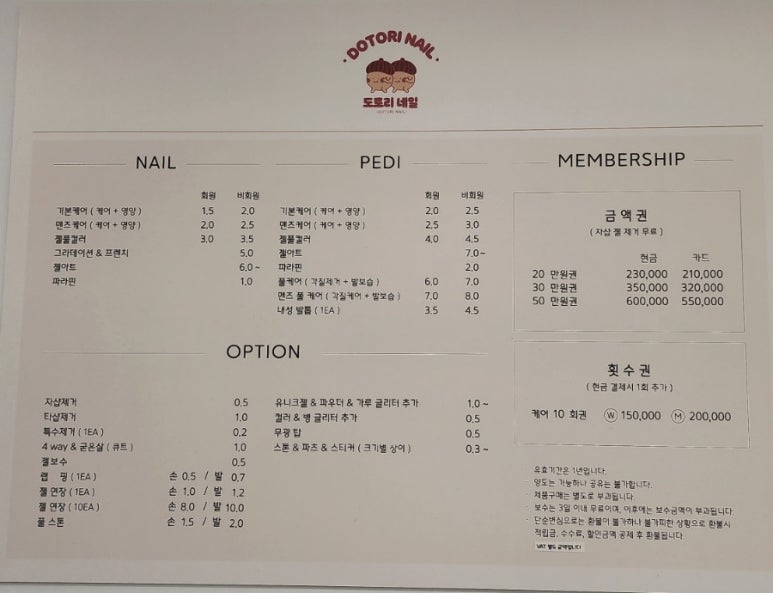 DOTORI NAIL
도토리 네일
DOTORI NAIL
NAIL
회원 비회원
기본케어 ( 케어 + 영양 ) 1.5 2.0
맨즈케어 ( 케어 + 영양 ) 2.0 2.5
젤풀컬러 3.0 3.5
그라데이션 & 프렌치 5.0
젤아트 6.0 ~
파라핀 1.0
PEDI
회원 비회원
기본케어 ( 케어 + 영양 ) 2.0 2.5
맨즈케어 ( 케어 + 영양 ) 2.5 3.0
젤풀컬러 4.0 4.5
젤아트 7.0 ~
파라핀 2.0
풀케어 ( 각질제거 + 발보습 ) 6.0 7.0
맨즈 풀 케어 ( 각질케어 + 발보습 ) 7.0 8.0
내성 발톱 ( 1EA ) 3.5 4.5
MEMBERSHIP
금액권
( 자샵 젤 제거 무료 )
현금 카드
20 만원권 230,000 210,000
30 만원권 350,000 320,000
50 만원권 600,000 550,000
횟수권
( 현금 결제시 1회 추가 )
케어 10 회권 W 150,000 M 200,000
OPTION
자샵제거 0.5
타샵제거 1.0
특수제거 ( 1EA ) 0.2
4 way & 굳은살 ( 큐트 ) 1.0
젤보수 0.5
랩 핑 ( 1EA ) 손 0.5 / 발 0.7
젤 연장 ( 1EA ) 손 1.0 / 발 1.2
젤 연장 ( 10EA ) 손 8.0 / 발 10.0
풀 스톤 손 1.5 / 발 2.0
유니크젤 & 파우더 & 가루 글리터 추가 1.0 ~
컬러 & 병 글리터 추가 0.5
무광 탑 0.5
스톤 & 파츠 & 스티커 ( 크기별 상이 ) 0.3 ~
· 유효기간은 1년입니다.
· 양도는 가능하나 공유는 불가합니다.
· 제품구매는 별도로 부과됩니다.
· 보수는 3일 이내 무료이며, 이후에는 보수금액이 부과됩니다.
· 단순변심으로는 환불이 불가하나 불가피한 상황으로 환불시
적립금, 수수료, 할인금액 공제 후 환불됩니다.
VAT 별도 금액입니다